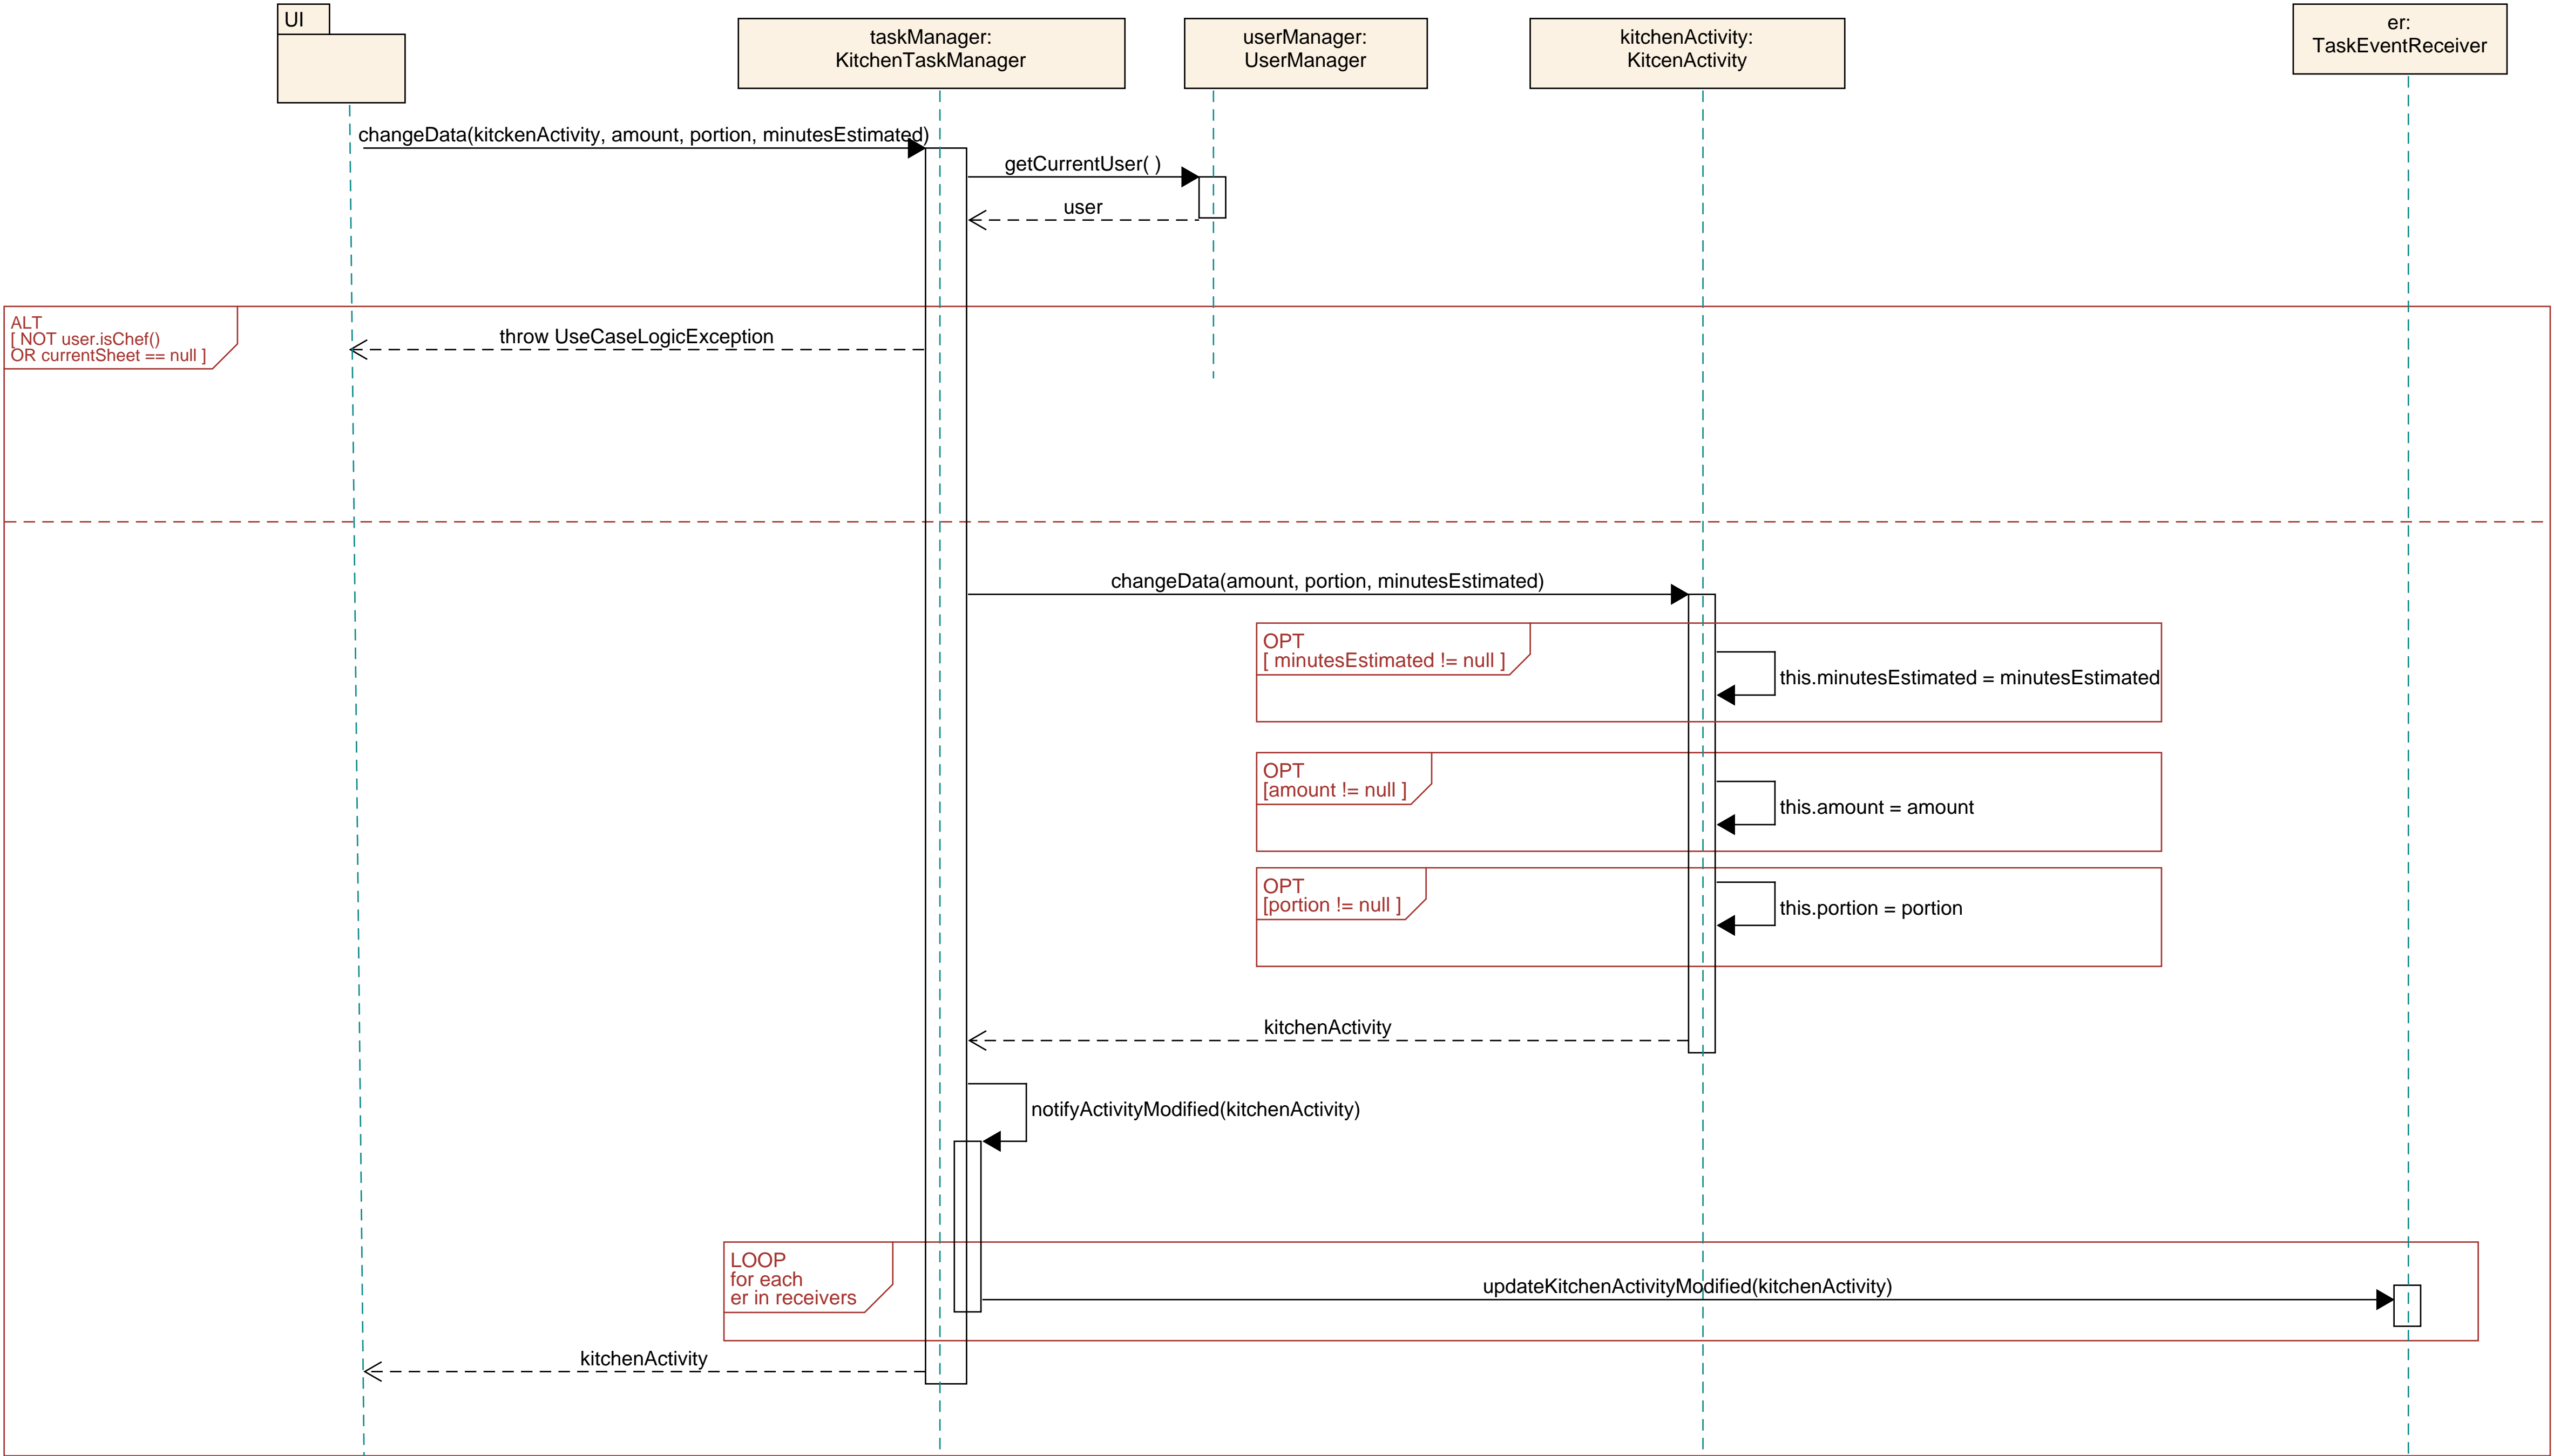 UI
taskManager:
KitchenTaskManager
userManager:
UserManager
kitchenActivity:
KitcenActivity
er:
TaskEventReceiver
changeData(kitckenActivity, amount, portion, minutesEstimated)
getCurrentUser( )
user
ALT
[ NOT user.isChef()
OR currentSheet == null ]
throw UseCaseLogicException
changeData(amount, portion, minutesEstimated)
OPT
[ minutesEstimated != null ]
this.minutesEstimated = minutesEstimated
OPT
[amount != null ]
this.amount = amount
OPT
[portion != null ]
this.portion = portion
kitchenActivity
notifyActivityModified(kitchenActivity)
LOOP
for each
er in receivers
updateKitchenActivityModified(kitchenActivity)
kitchenActivity